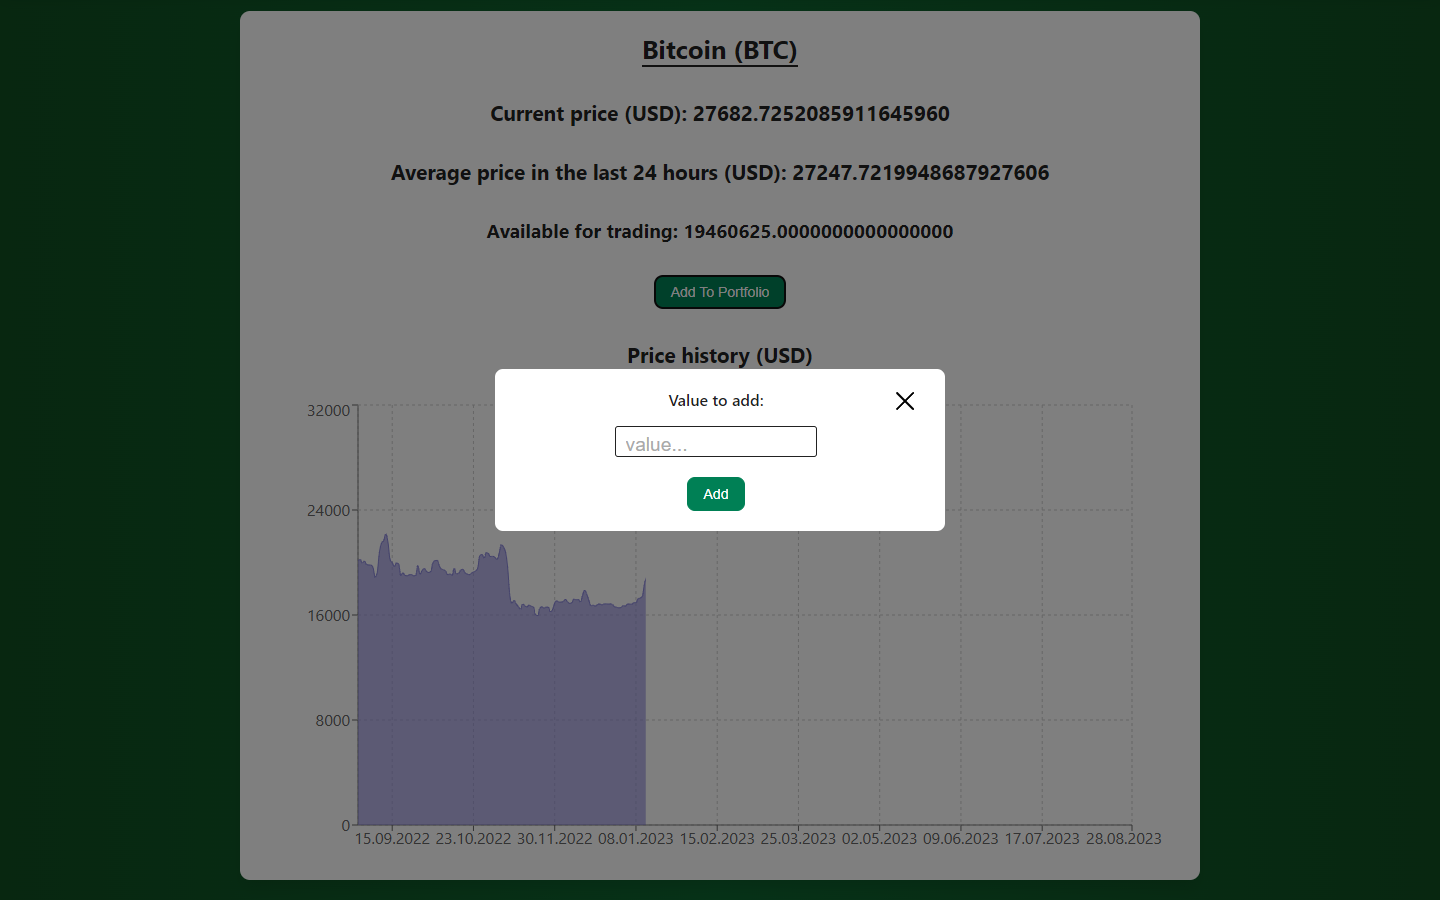 Bitcoin (BTC)
Current price (USD): 27682.7252085911645960
Average price in the last 24 hours (USD): 27247.7219948687927606
Available for trading: 19460625.0000000000000000
Add To Portfolio
Price history (USD)
Value to add:
value...
Add
32000
24000
16000
8000
0
15.09.2022 23.10.2022 30.11.2022 08.01.2023 15.02.2023 25.03.2023 02.05.2023 09.06.2023 17.07.2023 28.08.2023